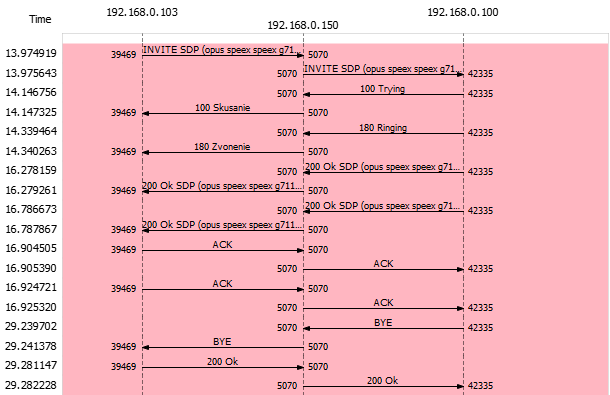 Time 192.168.0.103 192.168.0.150 192.168.0.100
13.974919 39469 INVITE SDP (opus speex speex g71... 5070
13.975643 5070 INVITE SDP (opus speex speex g71... 42335
14.146756 5070 100 Trying 42335
14.147325 39469 100 Skusanie 5070
14.339464 5070 180 Ringing 42335
14.340263 39469 180 Zvonenie 5070
16.278159 5070 200 Ok SDP (opus speex speex g71... 42335
16.279261 39469 200 Ok SDP (opus speex speex g711... 5070
16.786673 5070 200 Ok SDP (opus speex speex g71... 42335
16.787867 39469 200 Ok SDP (opus speex speex g711... 5070
16.904505 39469 ACK 5070
16.905390 5070 ACK 42335
16.924721 39469 ACK 5070
16.925320 5070 ACK 42335
29.239702 5070 BYE 42335
29.241378 39469 BYE 5070
29.281147 39469 200 Ok 5070
29.282228 5070 200 Ok 42335